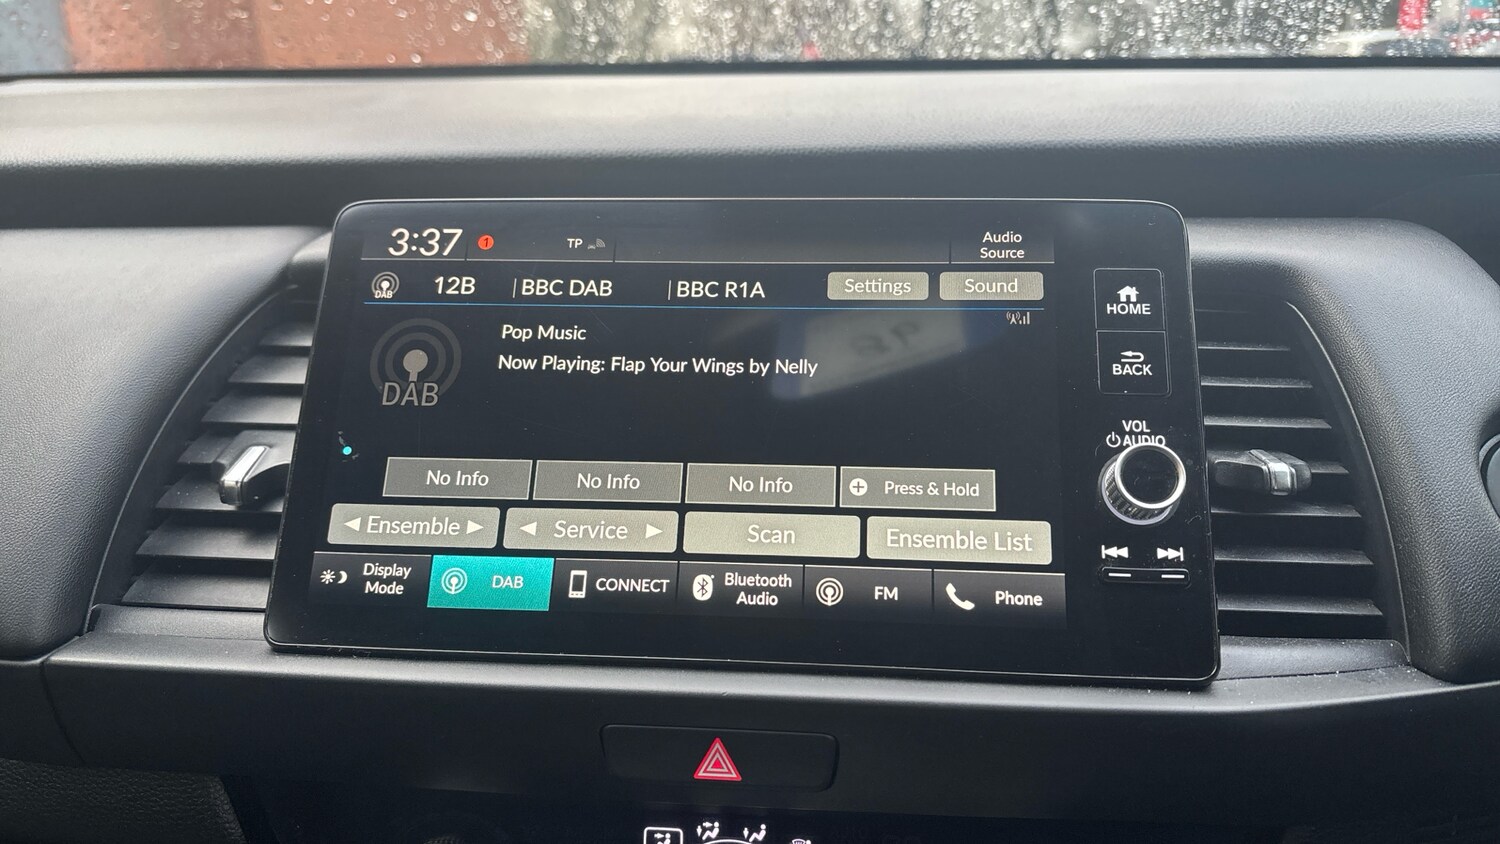 3:37 1 TP Audio Source
DAB 12B | BBC DAB | BBC R1A Settings Sound
HOME
Pop Music
Now Playing: Flap Your Wings by Nelly
DAB
BACK
VOL
AUDIO
No Info No Info No Info Press & Hold
Ensemble Service Scan Ensemble List
Display Mode DAB CONNECT Bluetooth Audio FM Phone